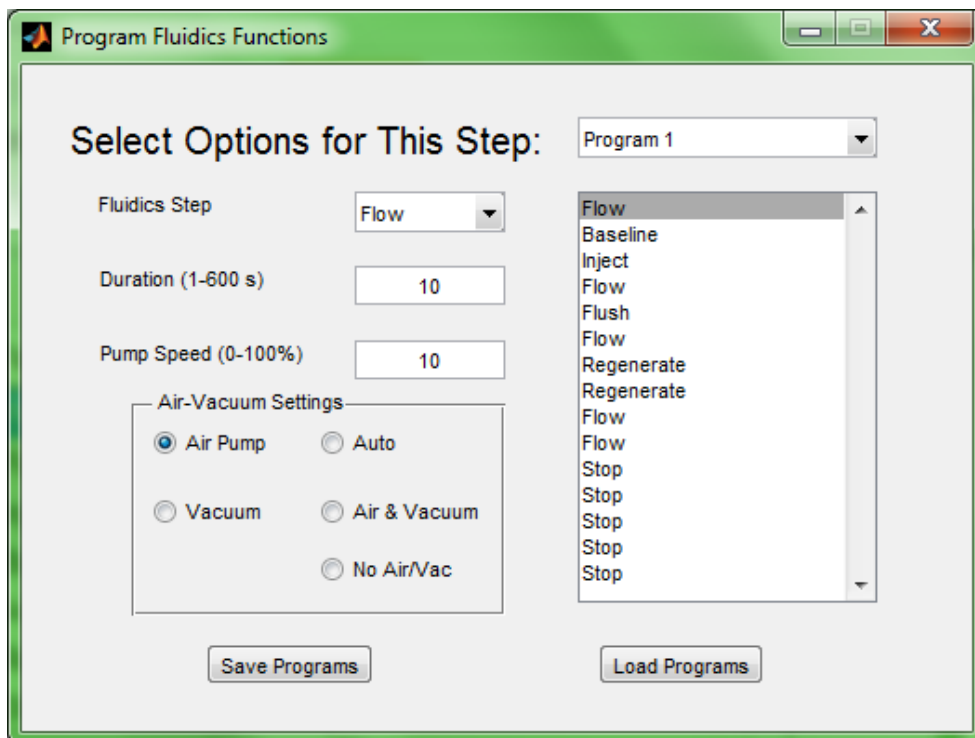 Program Fluidics Functions
Select Options for This Step:
Program 1
Fluidics Step
Flow
Duration (1-600 s)
10
Pump Speed (0-100%)
10
Air-Vacuum Settings
Air Pump
Auto
Vacuum
Air & Vacuum
No Air/Vac
Flow
Baseline
Inject
Flow
Flush
Flow
Regenerate
Regenerate
Flow
Flow
Stop
Stop
Stop
Stop
Stop
Save Programs
Load Programs